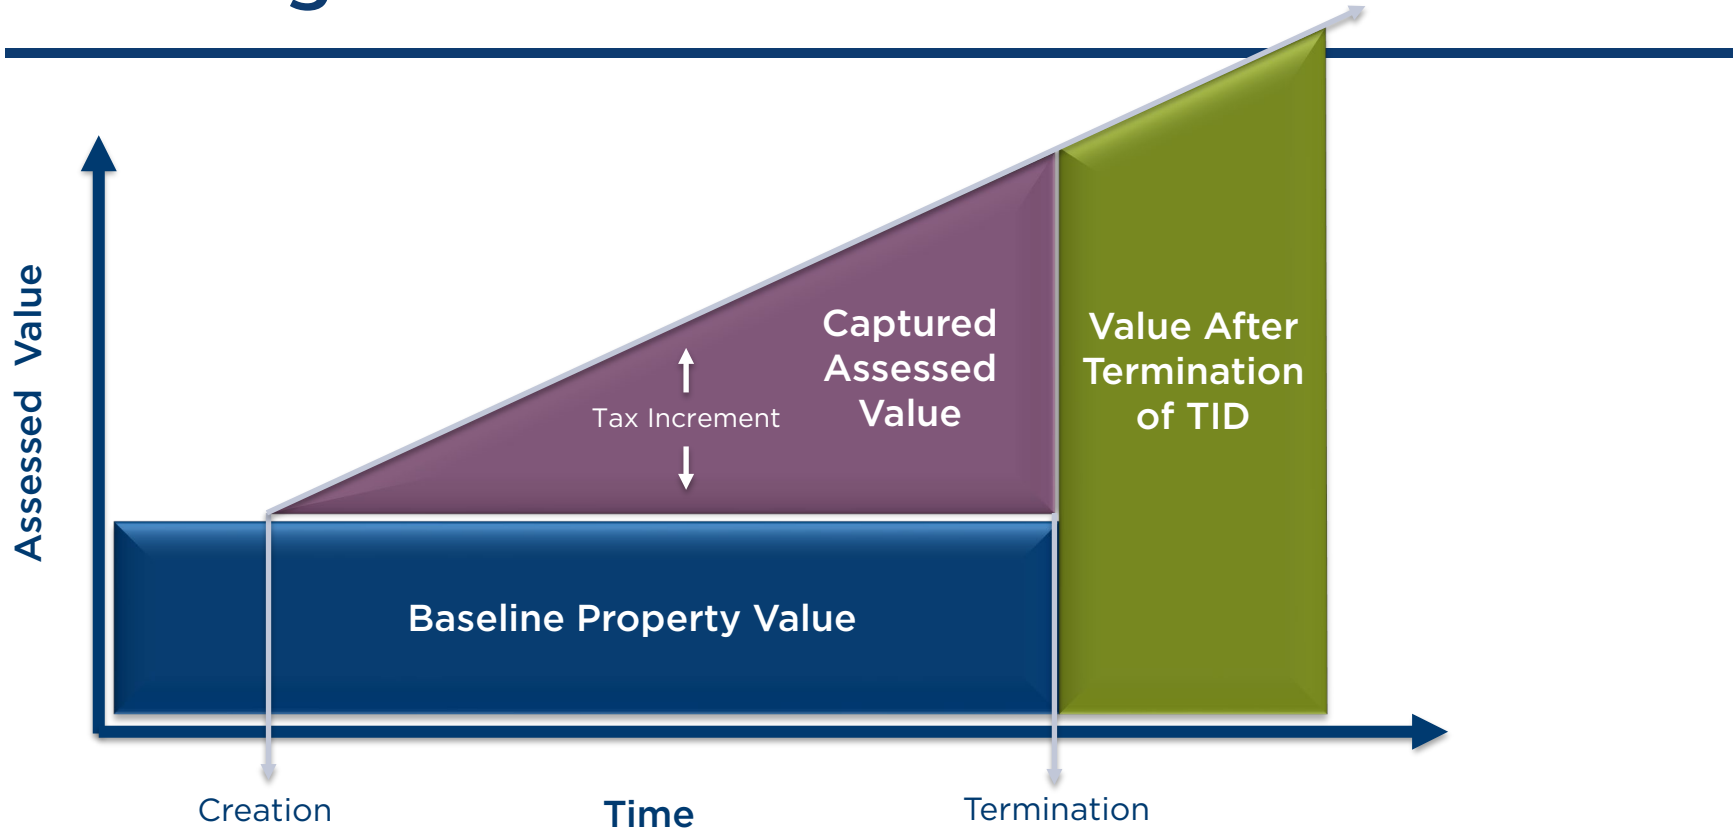 Assessed Value
Captured
Assessed
Value
Tax Increment
Value After
Termination
of TID
Baseline Property Value
Creation
Time
Termination